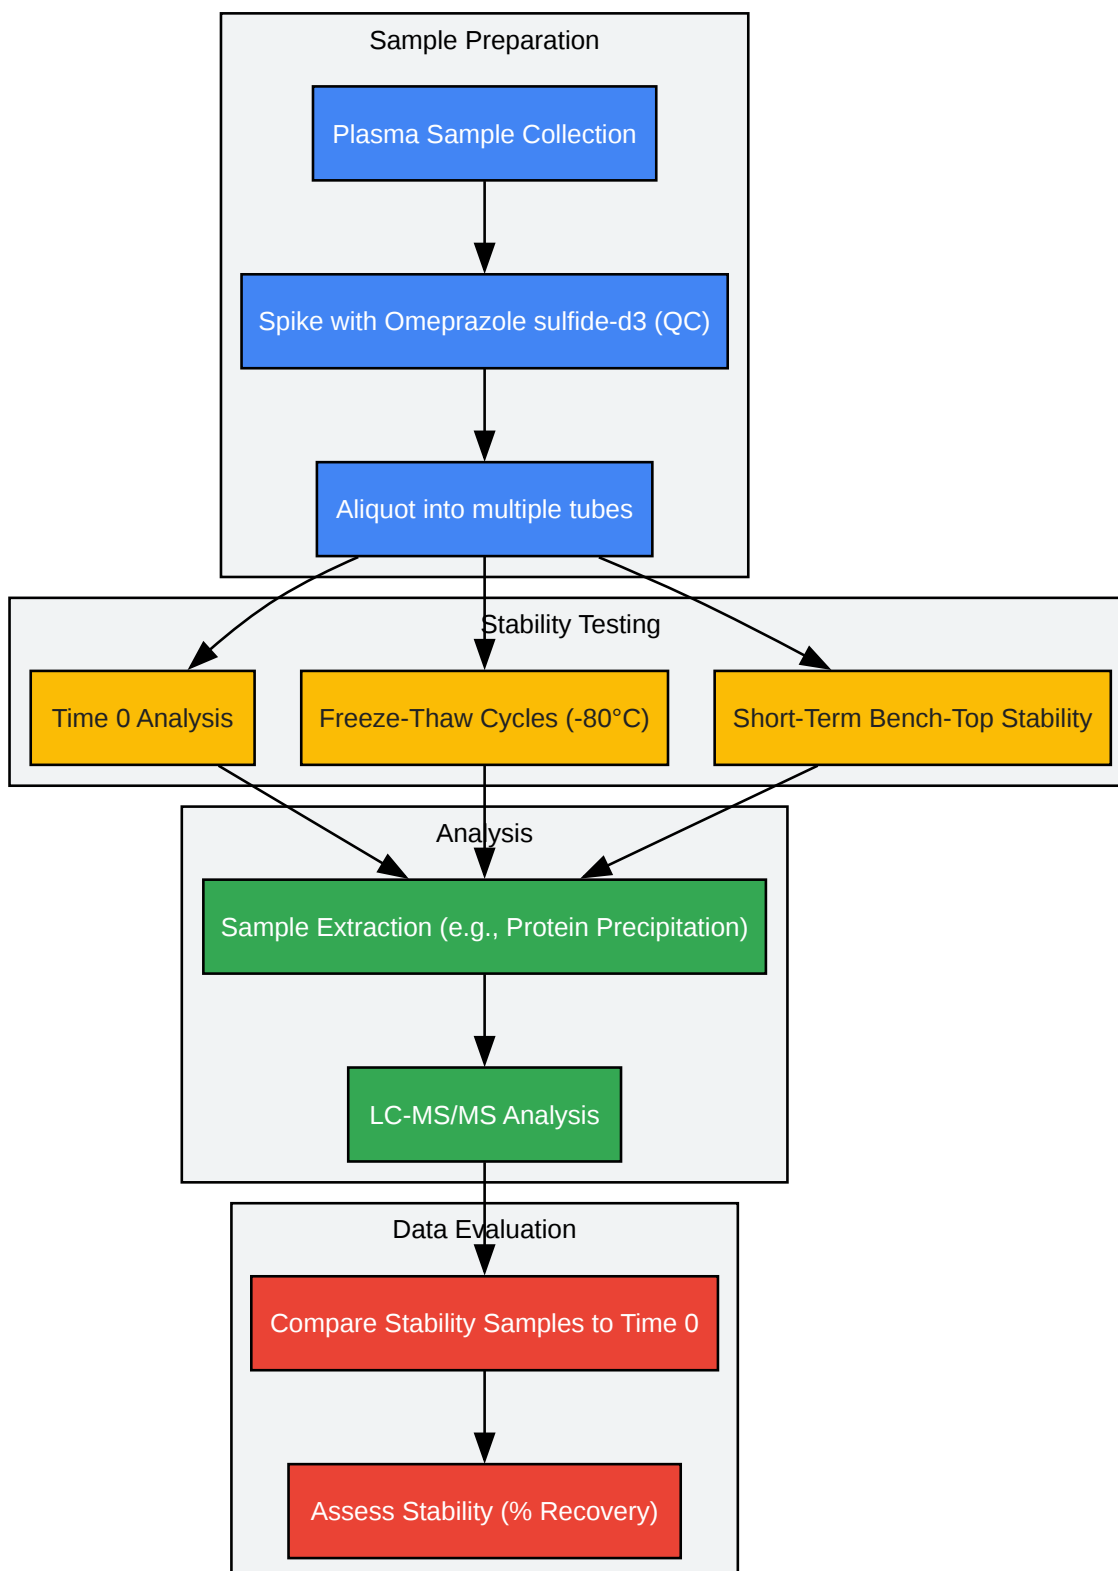 Sample Preparation
Plasma Sample Collection
Spike with Omeprazole sulfide-d3 (QC)
Aliquot into multiple tubes
Stability Testing
Time 0 Analysis
Freeze-Thaw Cycles (-80°C)
Short-Term Bench-Top Stability
Analysis
Sample Extraction (e.g., Protein Precipitation)
LC-MS/MS Analysis
Data Evaluation
Compare Stability Samples to Time 0
Assess Stability (% Recovery)